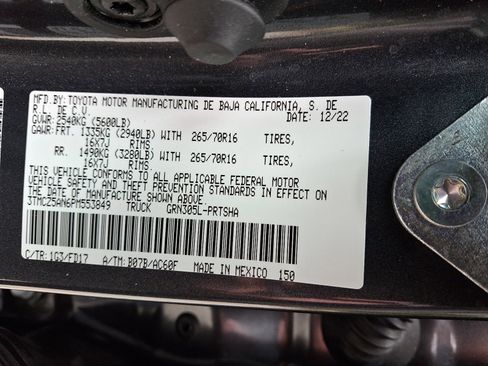 MFD.BY:TOYOTA MOTOR MANUFACTURING DE BAJA CALIFORNIA, S. DE
R.L. DE C.V. DATE: 12/22
GVWR:2540KG (5600LB)
GAWR:FRT. 1335KG (2940LB) WITH 265/70R16 TIRES,
16X7J RIMS,
RR. 1490KG (3280LB) WITH 265/70R16 TIRES,
16X7J RIMS
THIS VEHICLE CONFORMS TO ALL APPLICABLE FEDERAL MOTOR
VEHICLE SAFETY AND THEFT PREVENTION STANDARDS IN EFFECT ON
THE DATE OF MANUFACTURE SHOWN ABOVE.
3TMCZ5AN6PM553049 TRUCK GRN305L-PRTSHA
C/TR:1G3/FD17 A/TM:B07B/AC60F MADE IN MEXICO 150